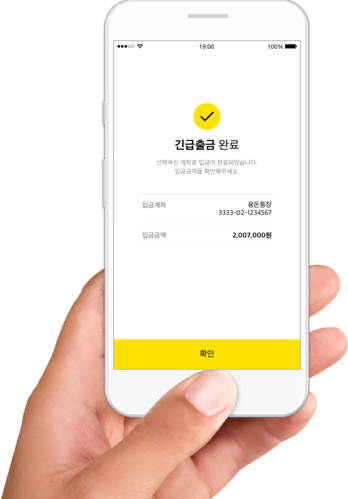 19:00
100%
긴급출금 완료
선택하신 계좌로 입금이 완료되었습니다.
입금금액을 확인해주세요.
입금계좌 용돈통장
3333-02-1234567
입금금액 2,007,000원
확인